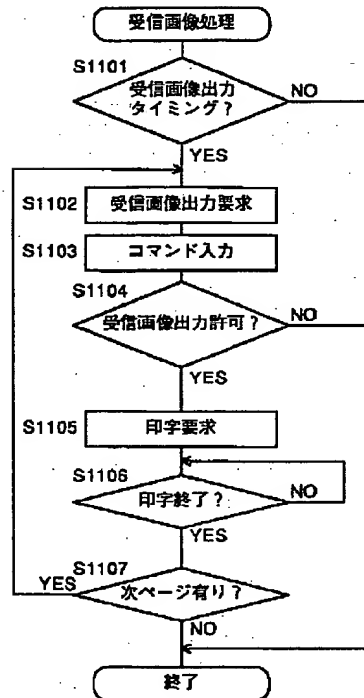 受信画像処理
S1101
受信画像出力
タイミング？
NO
YES
S1102
受信画像出力要求
S1103
コマンド入力
S1104
受信画像出力許可？
NO
YES
S1105
印字要求
S1106
印字終了？
NO
YES
S1107
YES
次ページ有り？
NO
終了